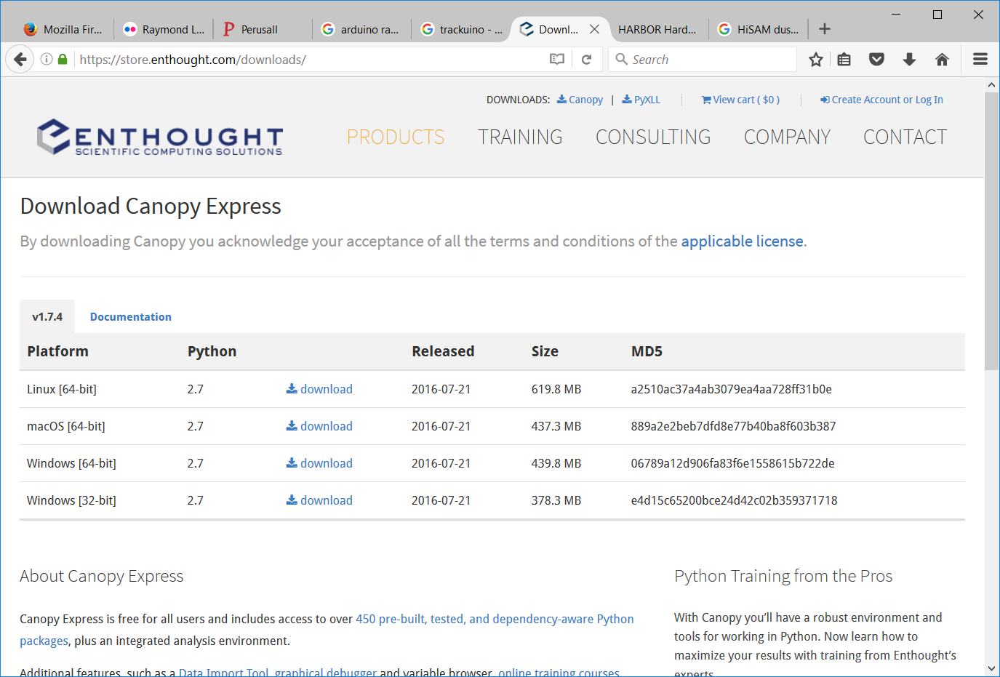 Mozilla Fir...
Raymond L...
Perusall
arduino ra...
trackuino - ...
Downl...
HARBOR Hard...
HiSAM dus...
https://store.enthought.com/downloads/
Search
DOWNLOADS: Canopy | PyXLL
View cart ( $0 )
Create Account or Log In
ENTHOUGHT
SCIENTIFIC COMPUTING SOLUTIONS
PRODUCTS TRAINING CONSULTING COMPANY CONTACT
Download Canopy Express
By downloading Canopy you acknowledge your acceptance of all the terms and conditions of the applicable license.
v1.7.4 Documentation
Platform Python Released Size MD5
Linux [64-bit] 2.7 download 2016-07-21 619.8 MB a2510ac37a4ab3079ea4aa728ff31b0e
macOS [64-bit] 2.7 download 2016-07-21 437.3 MB 889a2e2beb7dfd8e77b40ba8f603b387
Windows [64-bit] 2.7 download 2016-07-21 439.8 MB 06789a12d906fa83f6e1558615b722de
Windows [32-bit] 2.7 download 2016-07-21 378.3 MB e4d15c65200bce24d42c02b359371718
About Canopy Express
Canopy Express is free for all users and includes access to over 450 pre-built, tested, and dependency-aware Python
packages, plus an integrated analysis environment.
Additional features, such as a Data Import Tool, graphical debugger and variable browser, online training courses
Python Training from the Pros
With Canopy you’ll have a robust environment and
tools for working in Python. Now learn how to
maximize your results with training from Enthought’s
experts